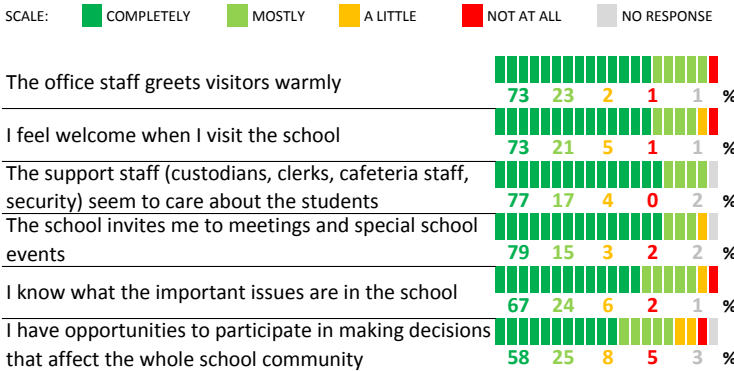 SCALE: COMPLETELY MOSTLY A LITTLE NOT AT ALL NO RESPONSE
The office staff greets visitors warmly
73 23 2 1 1 %
I feel welcome when I visit the school
73 21 5 1 1 %
The support staff (custodians, clerks, cafeteria staff,
security) seem to care about the students
77 17 4 0 2 %
The school invites me to meetings and special school
events
79 15 3 2 2 %
I know what the important issues are in the school
67 24 6 2 1 %
I have opportunities to participate in making decisions
that affect the whole school community
58 25 8 5 3 %